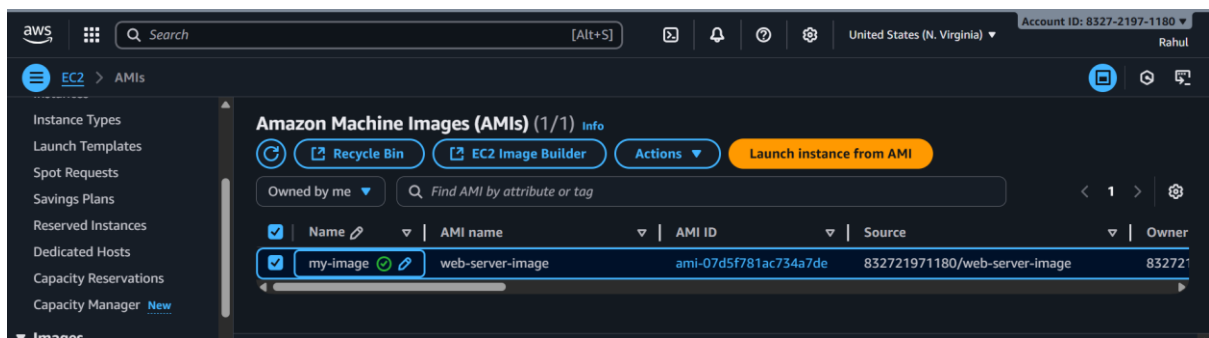 aws
Search
[Alt+S]
United States (N. Virginia) ▼
Account ID: 8327-2197-1180 ▼
Rahul
EC2 > AMIs
Instance Types
Launch Templates
Spot Requests
Savings Plans
Reserved Instances
Dedicated Hosts
Capacity Reservations
Capacity Manager New
Images
Amazon Machine Images (AMIs) (1/1) Info
Recycle Bin
EC2 Image Builder
Actions ▼
Launch instance from AMI
Owned by me ▼
Find AMI by attribute or tag
< 1 >
Name
AMI name
AMI ID
Source
Owner
my-image
web-server-image
ami-07d5f781ac734a7de
832721971180/web-server-image
832721